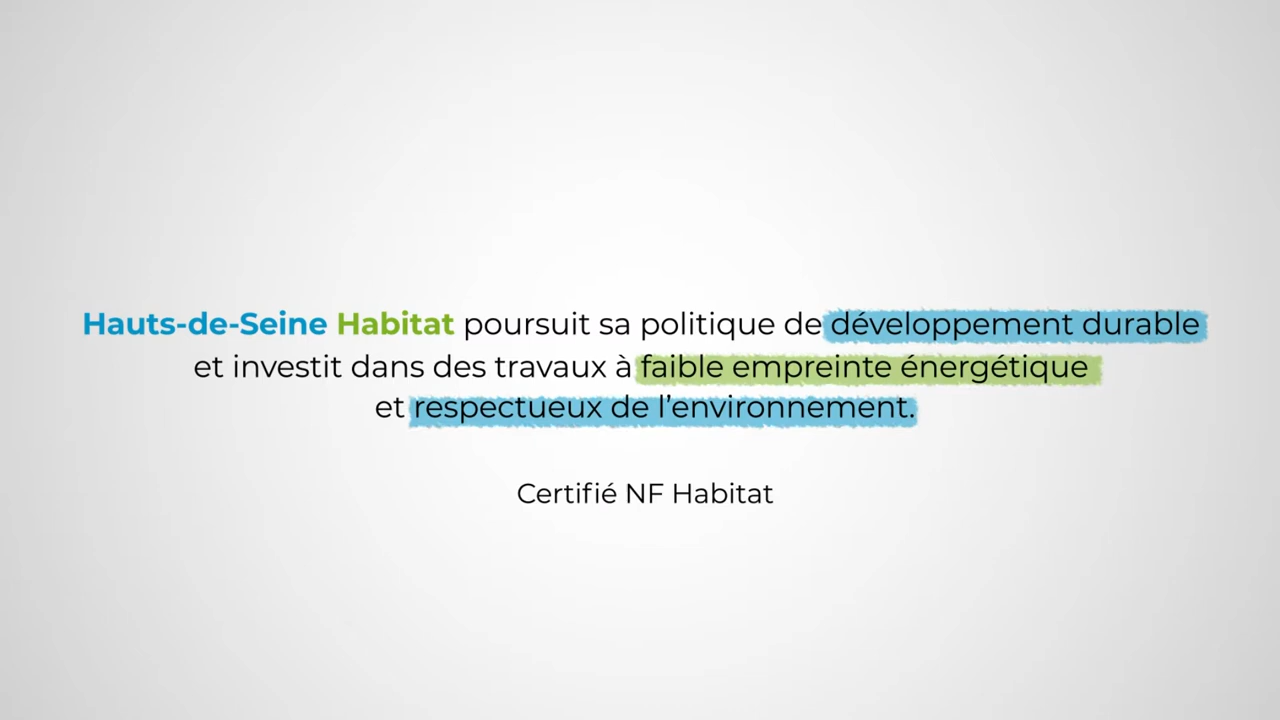 Hauts-de-Seine Habitat poursuit sa politique de développement durable
et investit dans des travaux à faible empreinte énergétique
et respectueux de l’environnement.
Certifié NF Habitat